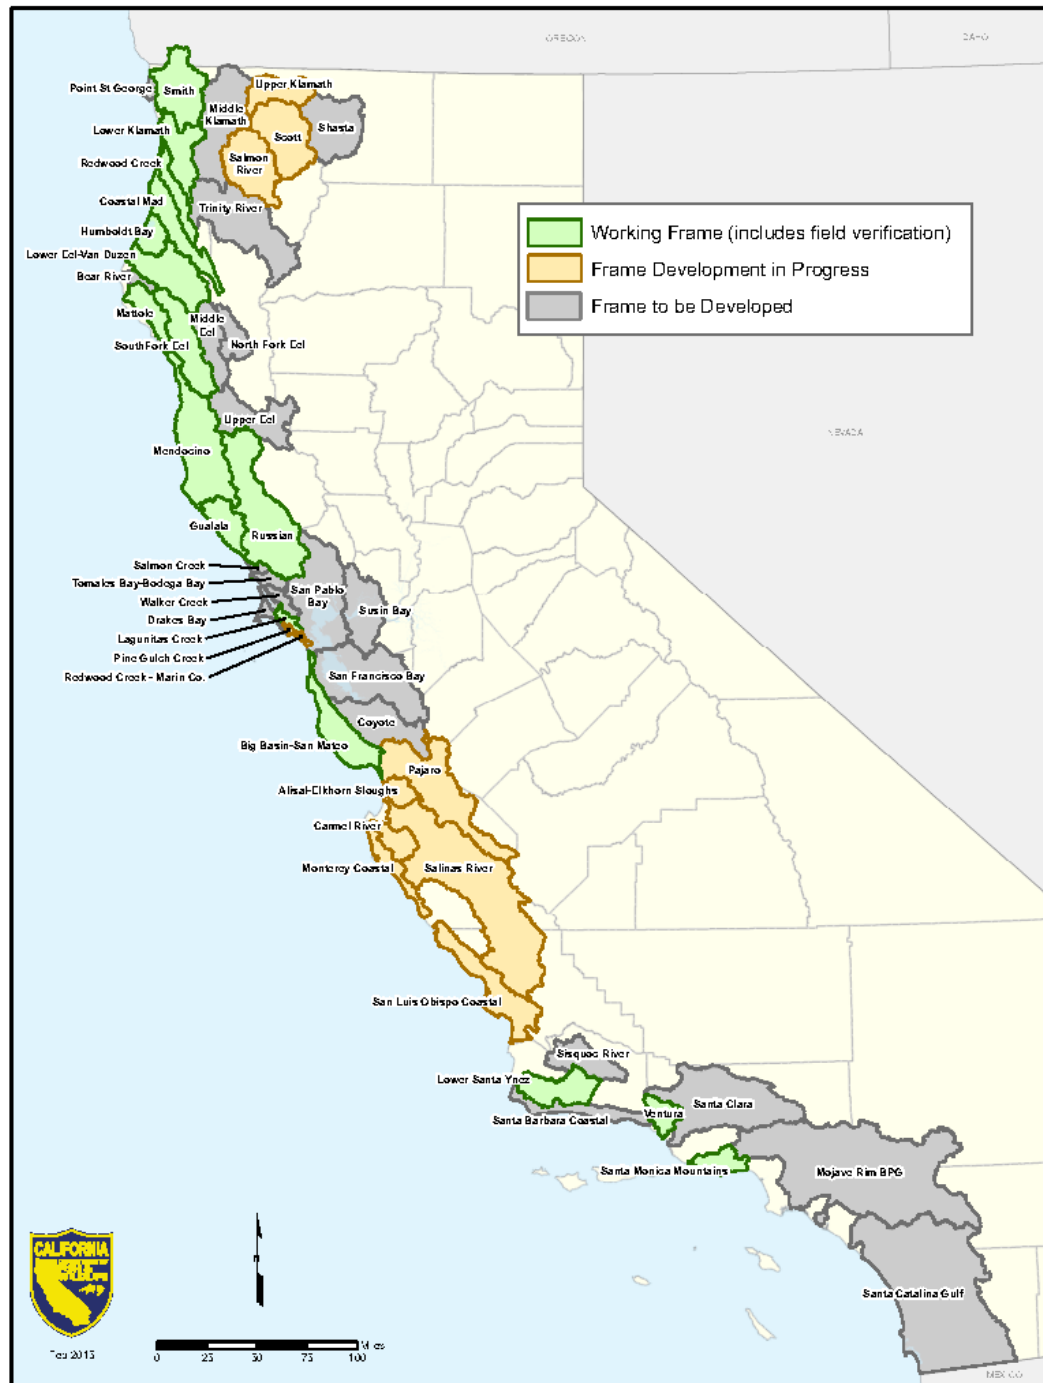 OREGON
IDAHO
Point St George
Smith
Upper Klamath
Middle
Klamath
Lower Klamath
Scott
Shasta
Redwood Creek
Salmon
River
Coastal Mad
Trinity River
Humboldt Bay
Lower Eel-Van Duzen
Bear River
Working Frame (includes field verification)
Frame Development in Progress
Frame to be Developed
Mattole
Middle
Eel
South Fork Eel
North Fork Eel
Upper Eel
NEVADA
Mendocino
Gualala
Russian
Salmon Creek
Tomales Bay-Bodega Bay
San Pablo
Bay
Walker Creek
Susin Bay
Drakes Bay
Lagunitas Creek
Pine Gulch Creek
Redwood Creek - Marin Co.
San Francisco Bay
Coyote
Big Basin-San Mateo
Pajaro
Alisal-Elkhorn Sloughs
Carmel River
Monterey Coastal
Salinas River
San Luis Obispo Coastal
Sisquoc River
Lower Santa Ynez
Santa Clara
Ventura
Santa Barbara Coastal
Santa Monica Mountains
Mojave Rim BPG
CALIFORNIA
Santa Catalina Gulf
Feb 2015
Miles
0 25 50 100
MEXICO